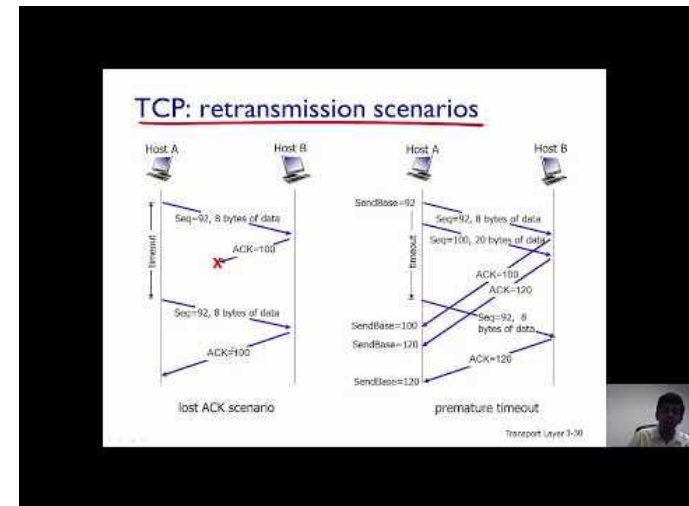 TCP: retransmission scenarios
Host A
Host B
Seq=92, 8 bytes of data
ACK=100
X
timeout
Seq=92, 8 bytes of data
ACK=100
lost ACK scenario
Host A
Host B
SendBase=92
Seq=92, 8 bytes of data
Seq=100, 20 bytes of data
timeout
ACK=100
ACK=120
Seq=92, 8
bytes of data
SendBase=100
SendBase=120
ACK=120
SendBase=120
premature timeout
Transport Layer 3-30